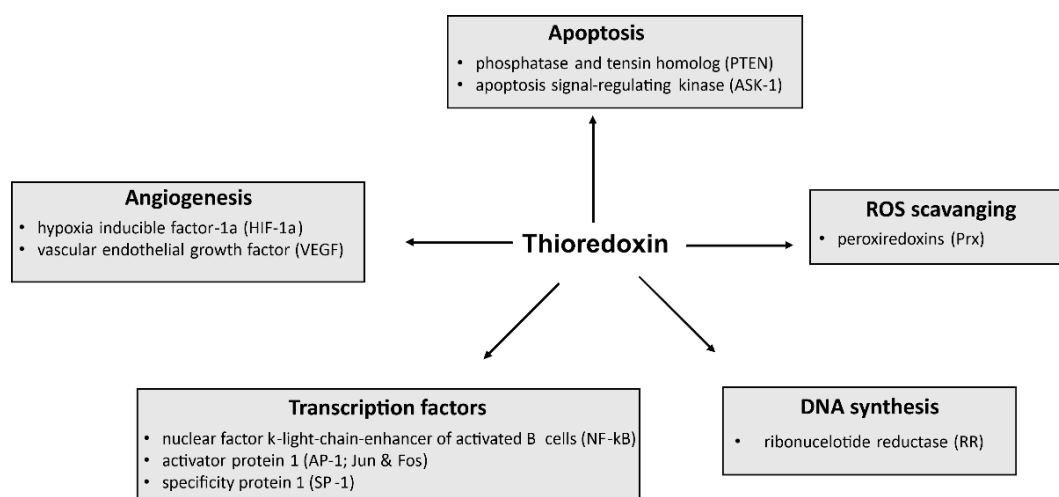 Apoptosis
• phosphatase and tensin homolog (PTEN)
• apoptosis signal-regulating kinase (ASK-1)
Angiogenesis
• hypoxia inducible factor-1a (HIF-1a)
• vascular endothelial growth factor (VEGF)
Thioredoxin
ROS scavanging
• peroxiredoxins (Prx)
Transcription factors
• nuclear factor k-light-chain-enhancer of activated B cells (NF-kB)
• activator protein 1 (AP-1; Jun & Fos)
• specificity protein 1 (SP-1)
DNA synthesis
• ribonucelotide reductase (RR)